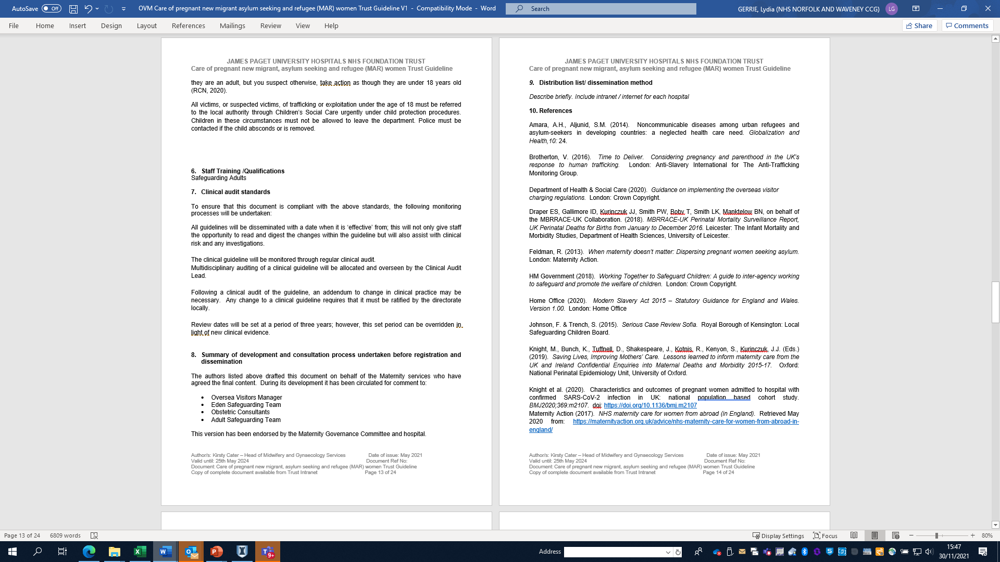 AutoSave Off
OVM Care of pregnant new migrant asylum seeking and refugee (MAR) women Trust Guideline V1 - Compatibility Mode - Word
Search
GERRIE, Lydia (NHS NORFOLK AND WAVENEY CCG) LG
File Home Insert Design Layout References Mailings Review View Help
Share Comments
JAMES PAGET UNIVERSITY HOSPITALS NHS FOUNDATION TRUST
Care of pregnant new migrant, asylum seeking and refugee (MAR) women Trust Guideline
they are an adult, but you suspect otherwise, take action as though they are under 18 years old
(RCN, 2020).
All victims, or suspected victims, of trafficking or exploitation under the age of 18 must be referred
to the local authority through Children's Social Care urgently under child protection procedures.
Children in these circumstances must not be allowed to leave the department. Police must be
contacted if the child absconds or is removed.
6. Staff Training /Qualifications
Safeguarding Adults
7. Clinical audit standards
To ensure that this document is compliant with the above standards, the following monitoring
processes will be undertaken:
All guidelines will be disseminated with a date when it is ‘effective’ from; this will not only give staff
the opportunity to read and digest the changes within the guideline but will also assist with clinical
risk and any investigations.
The clinical guideline will be monitored through regular clinical audit.
Multidisciplinary auditing of a clinical guideline will be allocated and overseen by the Clinical Audit
Lead.
Following a clinical audit of the guideline, an addendum to change in clinical practice may be
necessary. Any change to a clinical guideline requires that it must be ratified by the directorate
locally.
Review dates will be set at a period of three years; however, this set period can be overridden in
light of new clinical evidence.
8. Summary of development and consultation process undertaken before registration and
dissemination
The authors listed above drafted this document on behalf of the Maternity services who have
agreed the final content. During its development it has been circulated for comment to:
• Oversea Visitors Manager
• Eden Safeguarding Team
• Obstetric Consultants
• Adult Safeguarding Team
This version has been endorsed by the Maternity Governance Committee and hospital.
Author/s: Kirsty Cater – Head of Midwifery and Gynaecology Services Date of issue: May 2021
Valid until: 25th May 2024 Document Ref No:
Document: Care of pregnant new migrant, asylum seeking and refugee (MAR) women Trust Guideline
Copy of complete document available from Trust Intranet Page 13 of 24
JAMES PAGET UNIVERSITY HOSPITALS NHS FOUNDATION TRUST
Care of pregnant new migrant, asylum seeking and refugee (MAR) women Trust Guideline
9. Distribution list/ dissemination method
Describe briefly. Include intranet / internet for each hospital
10. References
Amara, A.H., Aljunid, S.M. (2014). Noncommunicable diseases among urban refugees and
asylum-seekers in developing countries: a neglected health care need. Globalization and
Health,10: 24.
Brotherton, V. (2016). Time to Deliver. Considering pregnancy and parenthood in the UK's
response to human trafficking. London: Anti-Slavery International for The Anti-Trafficking
Monitoring Group.
Department of Health & Social Care (2020). Guidance on implementing the overseas visitor
charging regulations. London: Crown Copyright.
Draper ES, Gallimore ID, Kurinczuk JJ, Smith PW, Boby T, Smith LK, Manktelow BN, on behalf of
the MBRRACE-UK Collaboration. (2018). MBRRACE-UK Perinatal Mortality Surveillance Report,
UK Perinatal Deaths for Births from January to December 2016. Leicester: The Infant Mortality and
Morbidity Studies, Department of Health Sciences, University of Leicester.
Feldman, R. (2013). When maternity doesn't matter: Dispersing pregnant women seeking asylum.
London: Maternity Action.
HM Government (2018). Working Together to Safeguard Children: A guide to inter-agency working
to safeguard and promote the welfare of children. London: Crown Copyright.
Home Office (2020). Modern Slavery Act 2015 – Statutory Guidance for England and Wales.
Version 1.00. London: Home Office
Johnson, F. & Trench, S. (2015). Serious Case Review Sofia. Royal Borough of Kensington: Local
Safeguarding Children Board.
Knight, M., Bunch, K., Tuffnell, D., Shakespeare, J., Kotnis, R., Kenyon, S., Kurinczuk, J.J. (Eds.)
(2019). Saving Lives, Improving Mothers' Care. Lessons learned to inform maternity care from the
UK and Ireland Confidential Enquiries into Maternal Deaths and Morbidity 2015-17. Oxford:
National Perinatal Epidemiology Unit, University of Oxford.
Knight et al. (2020). Characteristics and outcomes of pregnant women admitted to hospital with
confirmed SARS-CoV-2 infection in UK: national population based cohort study.
BMJ2020;369:m2107. doi: https://doi.org/10.1136/bmj.m2107
Maternity Action (2017). NHS maternity care for women from abroad (in England). Retrieved May
2020 from: https://maternityaction.org.uk/advice/nhs-maternity-care-for-women-from-abroad-in-
england/
Author/s: Kirsty Cater – Head of Midwifery and Gynaecology Services Date of issue: May 2021
Valid until: 25th May 2024 Document Ref No:
Document: Care of pregnant new migrant, asylum seeking and refugee (MAR) women Trust Guideline
Copy of complete document available from Trust Intranet Page 14 of 24
Page 13 of 24 6809 words
Display Settings Focus 80%
Address
15:47
30/11/2021
9+